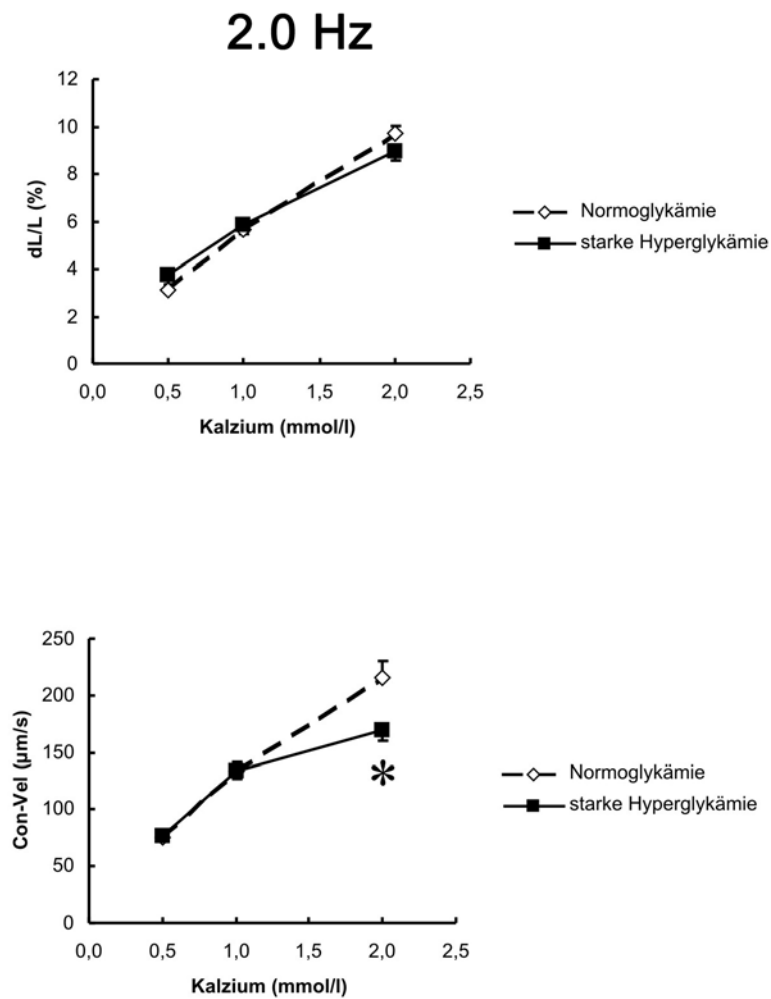 2.0 Hz
12
10
8
6
4
2
0
dL/L (%)
0,0 0,5 1,0 1,5 2,0 2,5
Kalzium (mmol/l)
Normoglykämie
starke Hyperglykämie
250
200
150
100
50
0
Con-Vel (µm/s)
*
0,0 0,5 1,0 1,5 2,0 2,5
Kalzium (mmol/l)
Normoglykämie
starke Hyperglykämie